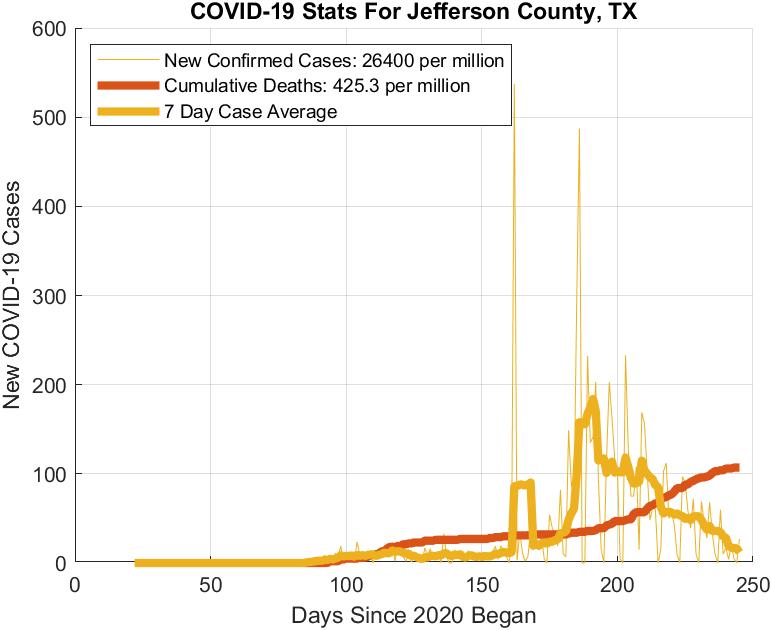 COVID-19 Stats For Jefferson County, TX
600
New Confirmed Cases: 26400 per million
Cumulative Deaths: 425.3 per million
7 Day Case Average
500
400
300
200
100
0
New COVID-19 Cases
0 50 100 150 200 250
Days Since 2020 Began